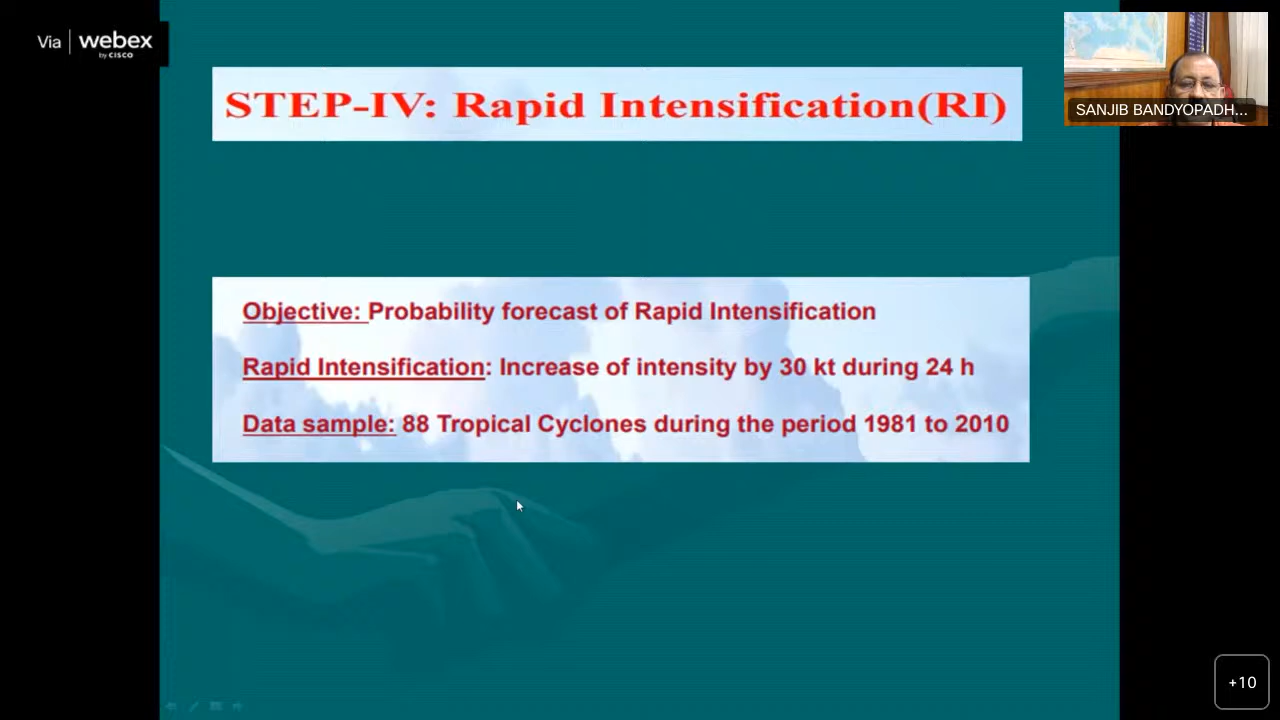 Via webex
by CISCO
SANJIB BANDYOPADH...
STEP-IV: Rapid Intensification(RI)
Objective: Probability forecast of Rapid Intensification
Rapid Intensification: Increase of intensity by 30 kt during 24 h
Data sample: 88 Tropical Cyclones during the period 1981 to 2010
+10